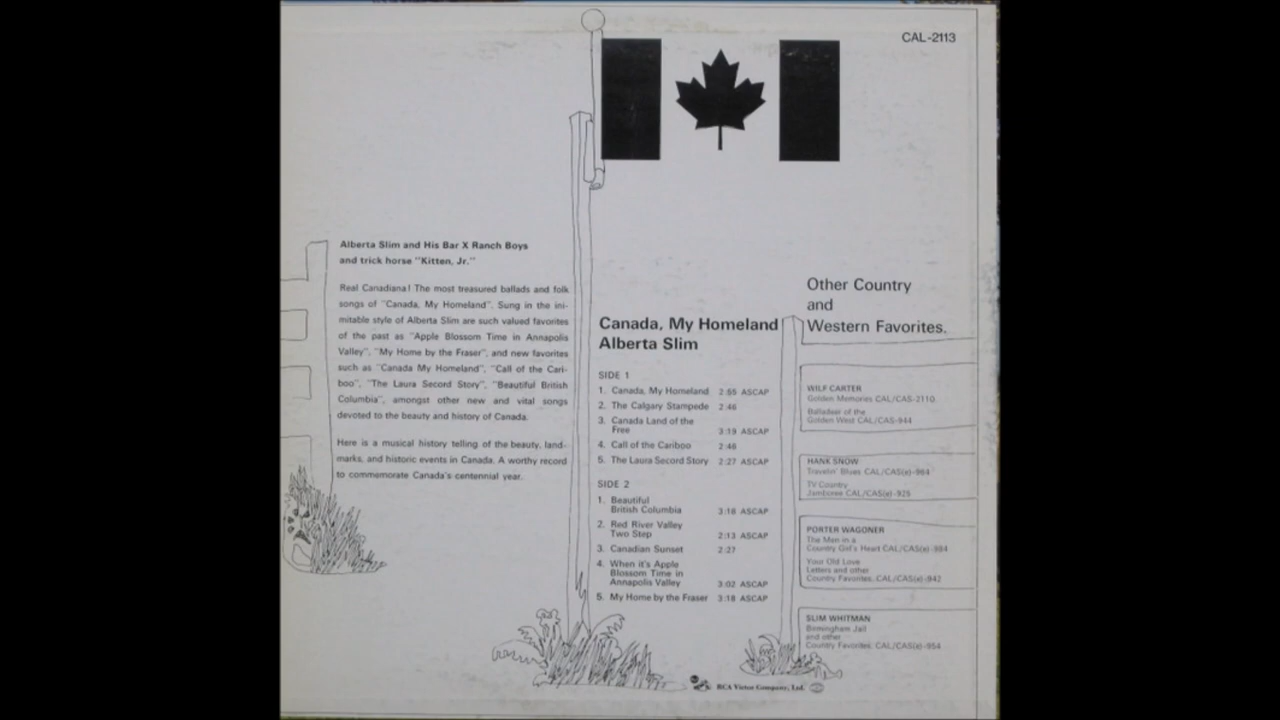 CAL-2113
Alberta Slim and His Bar X Ranch Boys
and trick horse "Kitten, Jr."
Real Canadiana! The most treasured ballads and folk
songs of "Canada, My Homeland". Sung in the ini-
mitable style of Alberta Slim are such valued favorites
of the past as "Apple Blossom Time in Annapolis
Valley", "My Home by the Fraser", and new favorites
such as "Canada My Homeland", "Call of the Cari-
boo", "The Laura Secord Story", "Beautiful British
Columbia", amongst other new and vital songs
devoted to the beauty and history of Canada.
Here is a musical history telling of the beauty, land-
marks, and historic events in Canada. A worthy record
to commemorate Canada's centennial year.
Canada, My Homeland
Alberta Slim
SIDE 1
1. Canada, My Homeland 2:55 ASCAP
2. The Calgary Stampede 2:46
3. Canada Land of the
Free 3:19 ASCAP
4. Call of the Cariboo 2:48
5. The Laura Secord Story 2:27 ASCAP
SIDE 2
1. Beautiful
British Columbia 3:18 ASCAP
2. Red River Valley
Two Step 2:13 ASCAP
3. Canadian Sunset 2:27
4. When it's Apple
Blossom Time in
Annapolis Valley 3:02 ASCAP
5. My Home by the Fraser 3:18 ASCAP
Other Country
and
Western Favorites.
WILF CARTER
Golden Memories CAL/CAS-2110
Balladeer of the
Golden West CAL/CAS-944
HANK SNOW
Travelin' Blues CAL/CAS(e)-964
TV Country
Jamboree CAL/CAS(e)-929
PORTER WAGONER
The Men in a
Country Girl's Heart CAL/CAS(e)-984
Your Old Love
Letters and other
Country Favorites, CAL/CAS(e)-942
SLIM WHITMAN
Birmingham Jail
and other
Country Favorites, CAL/CAS(e)-954
RCA Victor Company, Ltd.